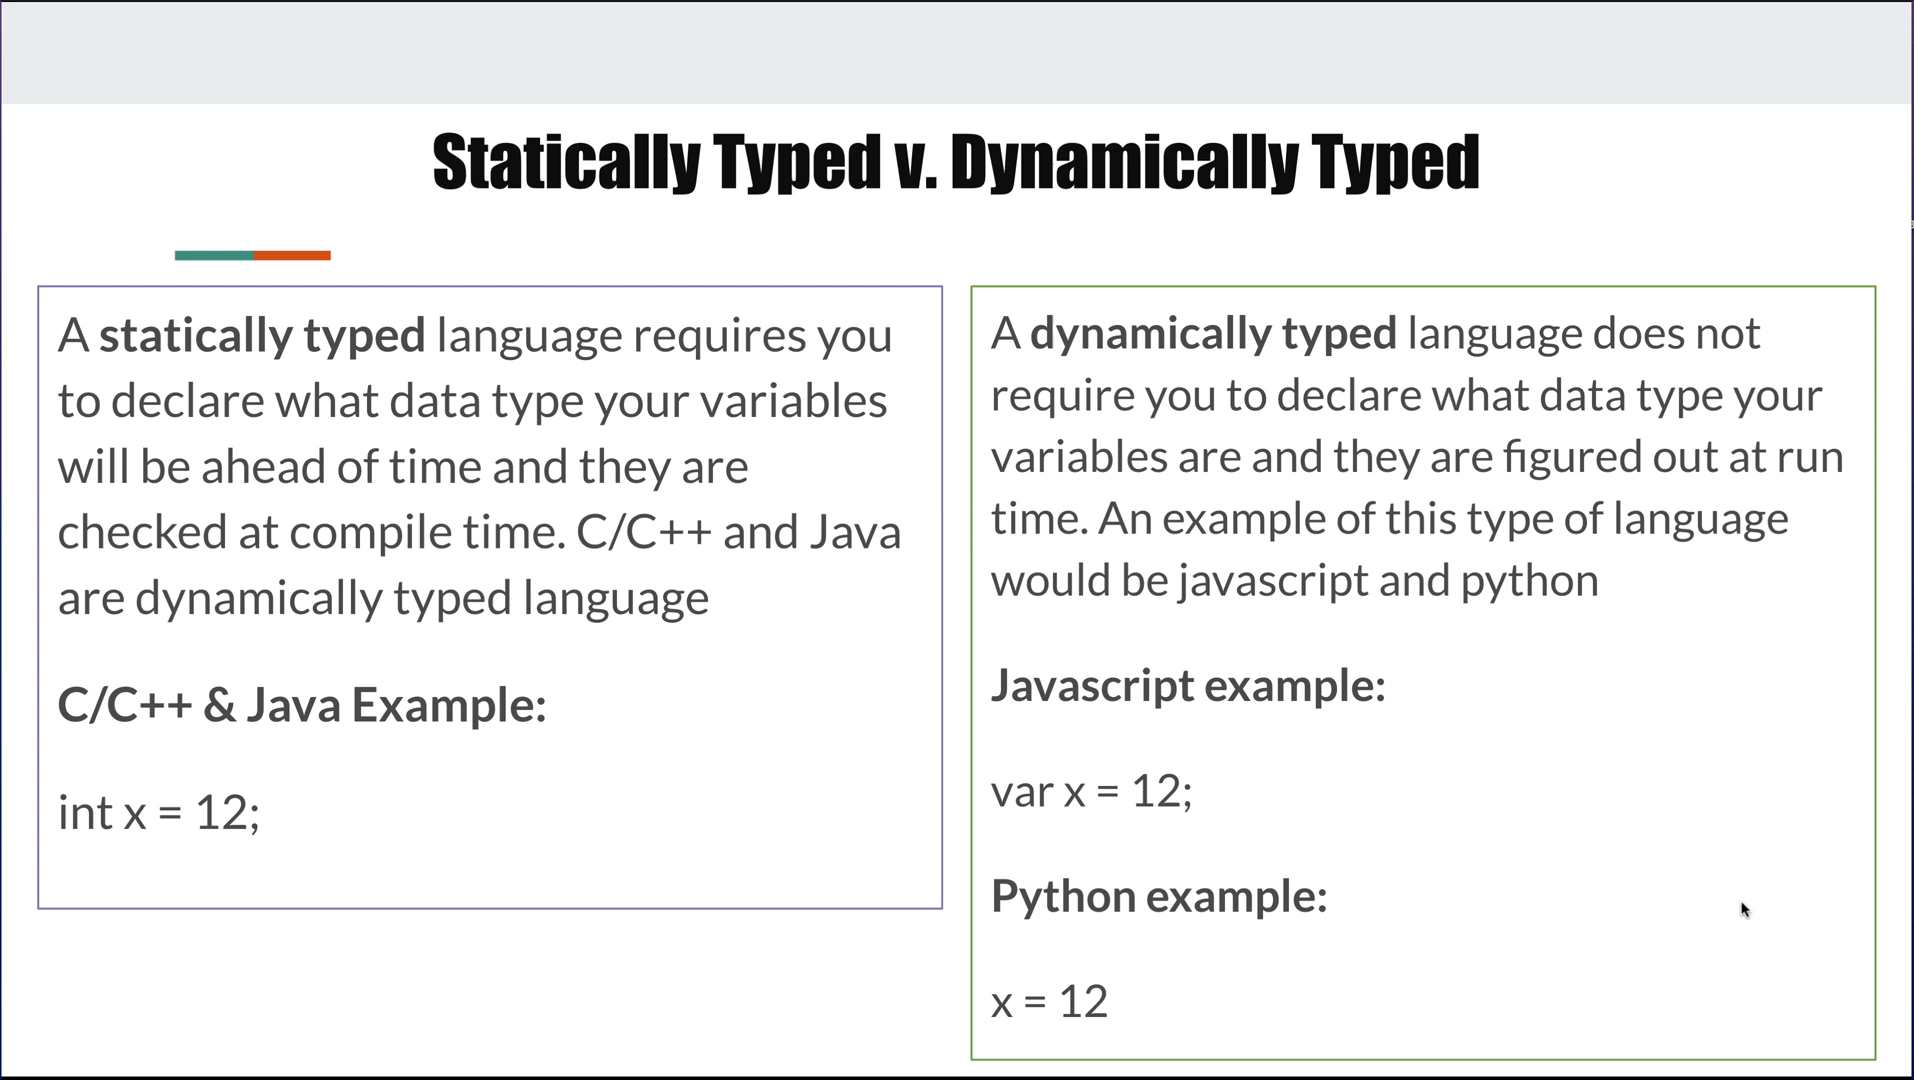 Statically Typed v. Dynamically Typed
A statically typed language requires you
to declare what data type your variables
will be ahead of time and they are
checked at compile time. C/C++ and Java
are dynamically typed language
C/C++ & Java Example:
int x = 12;
A dynamically typed language does not
require you to declare what data type your
variables are and they are figured out at run
time. An example of this type of language
would be javascript and python
Javascript example:
var x = 12;
Python example:
x = 12